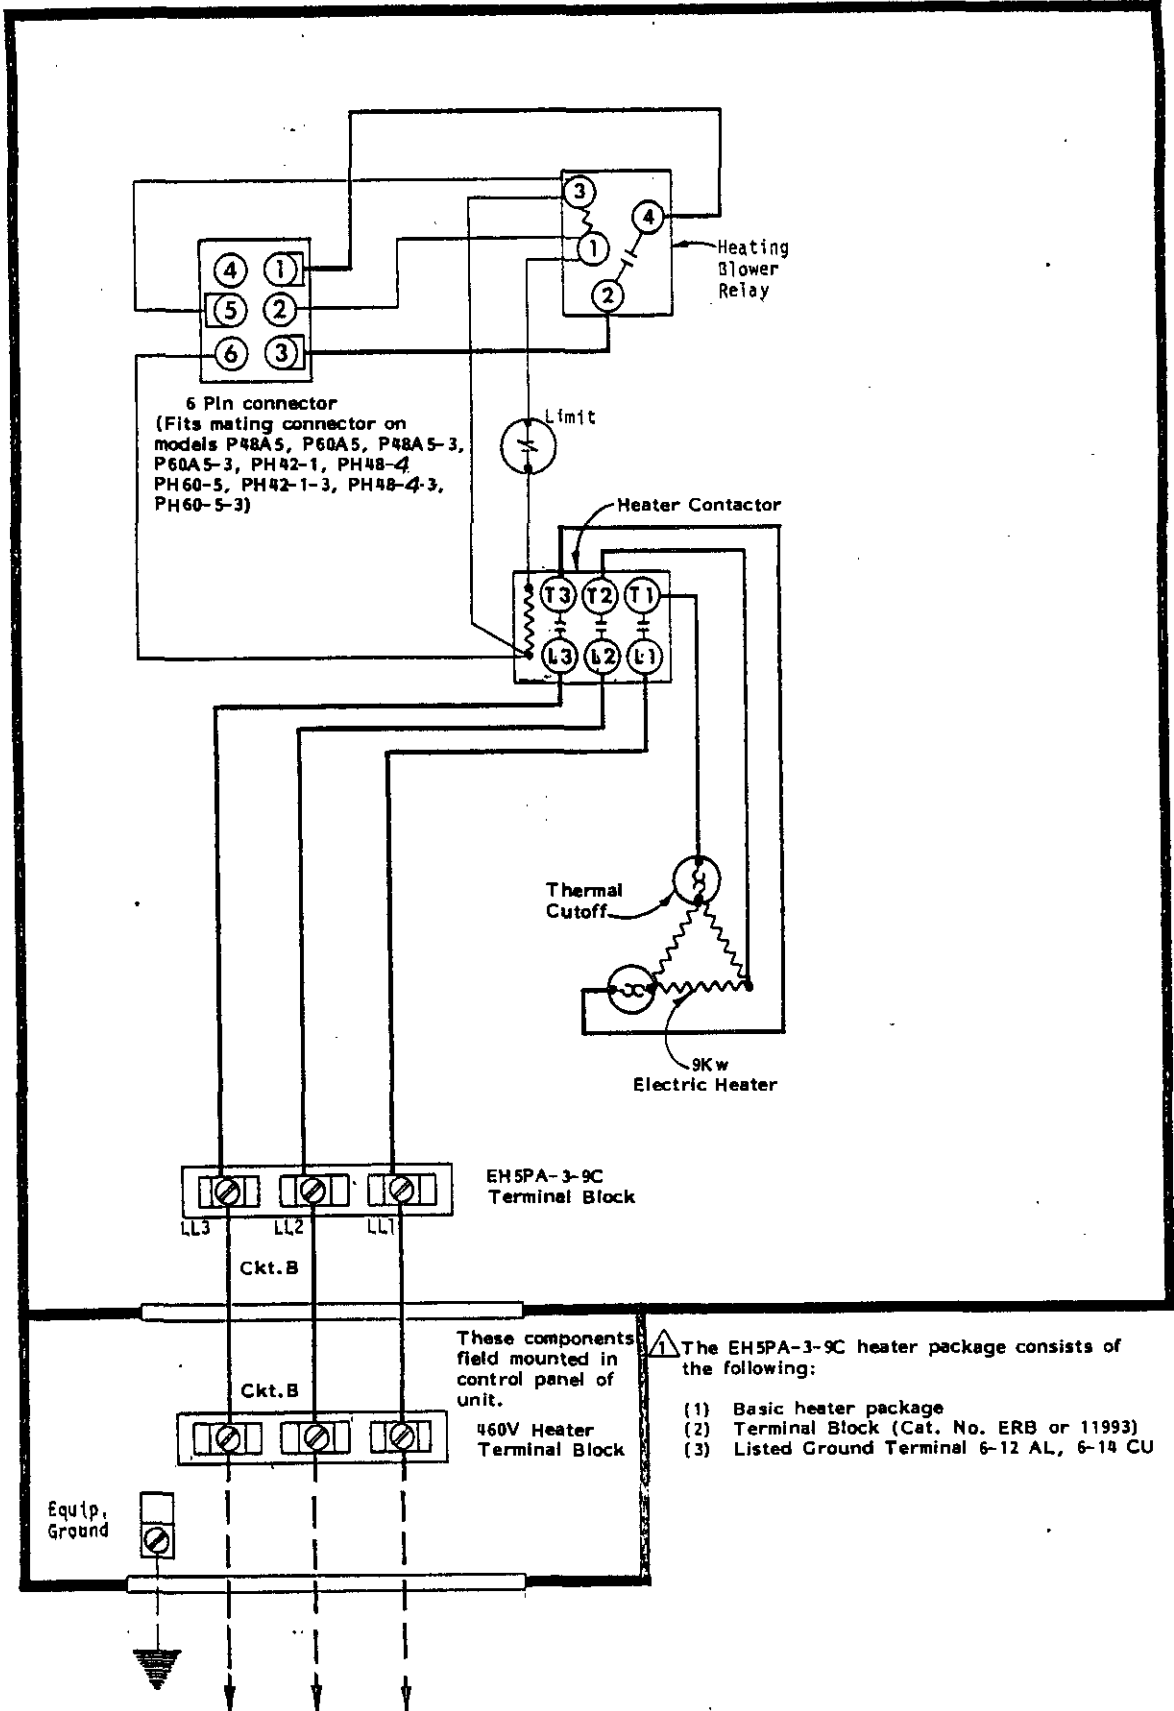 3
4
1
2
Heating
Blower
Relay
4 1
5 2
6 3
6 Pin connector
(Fits mating connector on
models P48A5, P60A5, P48A5-3,
P60A5-3, PH42-1, PH48-4
PH60-5, PH42-1-3, PH48-4-3,
PH60-5-3)
Limit
Heater Contactor
T3 T2 T1
L3 L2 L1
Thermal
Cutoff
9Kw
Electric Heater
EH5PA-3-9C
Terminal Block
LL3 LL2 LL1
Ckt.B
These components
field mounted in
control panel of
unit.
Ckt.B
460V Heater
Terminal Block
Equip.
Ground
1 The EH5PA-3-9C heater package consists of
the following:
(1) Basic heater package
(2) Terminal Block (Cat. No. ERB or 11993)
(3) Listed Ground Terminal 6-12 AL, 6-14 CU